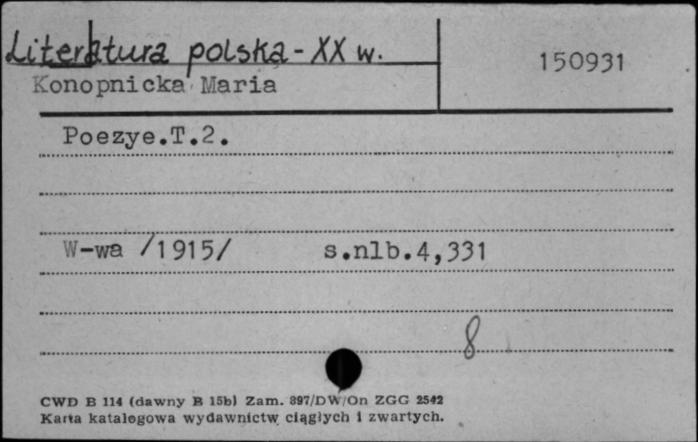 Literatura polska - XX w.
150931
Konopnicka Maria
Poezye.T.2.
W-wa /1915/ s.nlb.4,331
8
CWD B 114 (dawny B 15b) Zam. 897/DW/On ZGG 2542
Karta katalogowa wydawnictw ciągłych i zwartych.